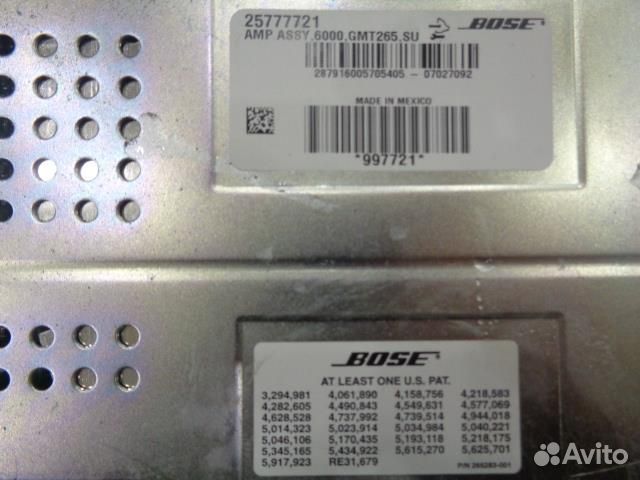 25777721
BOSE
AMP ASSY,6000,GMT265,SU
287916005705405 - 07027092
MADE IN MEXICO
*997721*
BOSE
AT LEAST ONE U.S. PAT.
3,294,981 4,061,890 4,158,756 4,218,583
4,282,605 4,490,843 4,549,631 4,577,069
4,628,528 4,737,992 4,739,514 4,944,018
5,014,323 5,023,914 5,034,984 5,040,221
5,046,106 5,170,435 5,193,118 5,218,175
5,345,165 5,434,922 5,615,270 5,625,701
5,917,923 RE31,679
P/N 265283-001
Avito